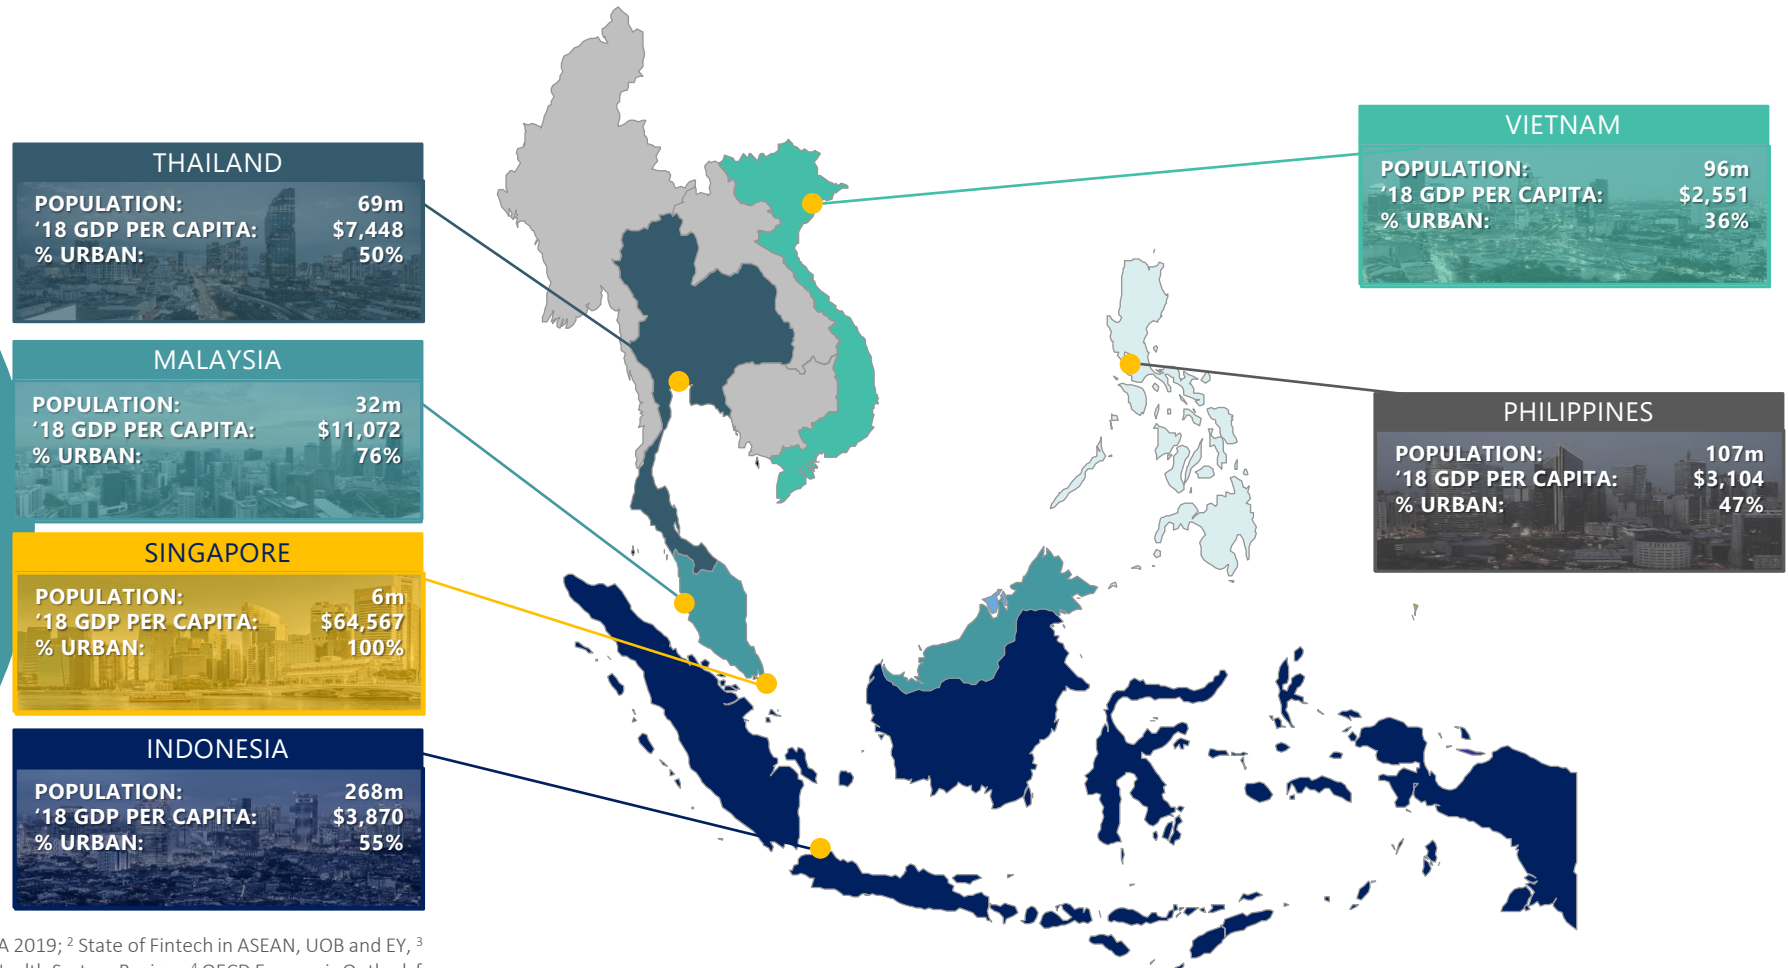 THAILAND
POPULATION: 69m
‘18 GDP PER CAPITA: $7,448
% URBAN: 50%
MALAYSIA
POPULATION: 32m
‘18 GDP PER CAPITA: $11,072
% URBAN: 76%
SINGAPORE
POPULATION: 6m
‘18 GDP PER CAPITA: $64,567
% URBAN: 100%
INDONESIA
POPULATION: 268m
‘18 GDP PER CAPITA: $3,870
% URBAN: 55%
VIETNAM
POPULATION: 96m
‘18 GDP PER CAPITA: $2,551
% URBAN: 36%
PHILIPPINES
POPULATION: 107m
‘18 GDP PER CAPITA: $3,104
% URBAN: 47%
A 2019; ² State of Fintech in ASEAN, UOB and EY, ³